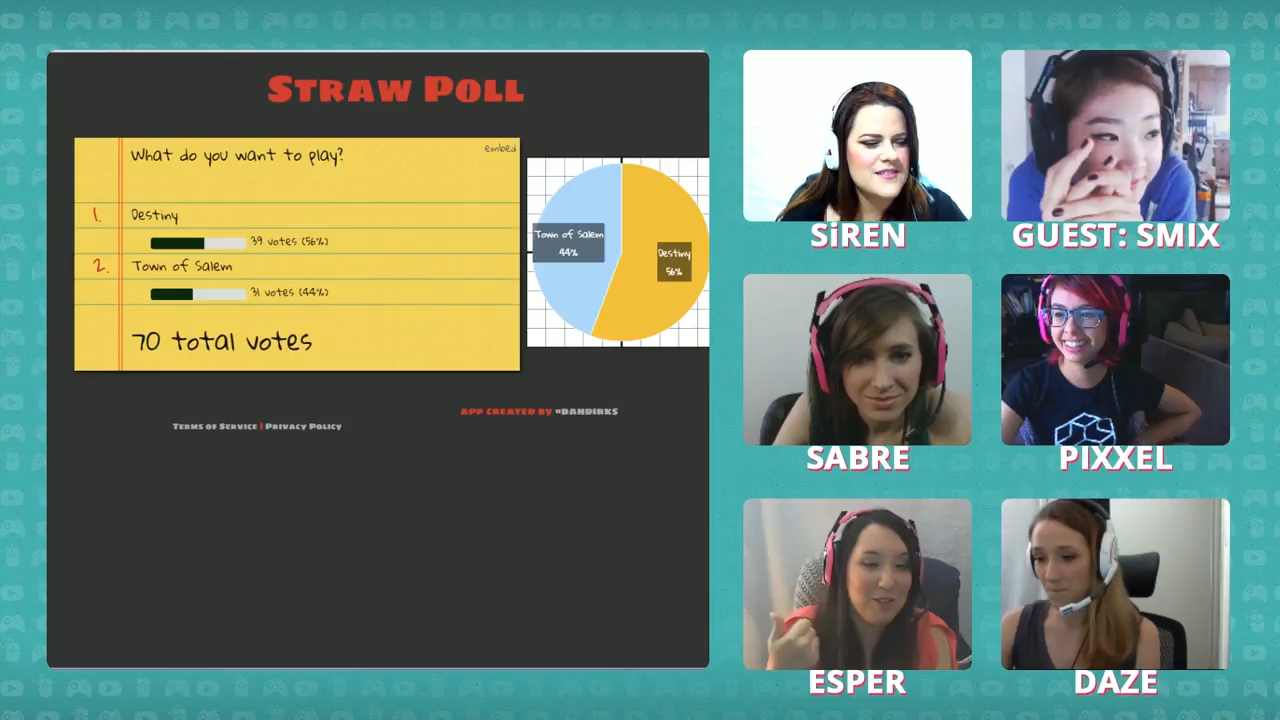 STRAW POLL
What do you want to play?
embed
1. Destiny
39 votes (56%)
2. Town of Salem
31 votes (44%)
70 total votes
Town of Salem
44%
Destiny
56%
APP CREATED BY @DANDIRKS
TERMS OF SERVICE | PRIVACY POLICY
SiREN
GUEST: SMIX
SABRE
PIXXEL
ESPER
DAZE